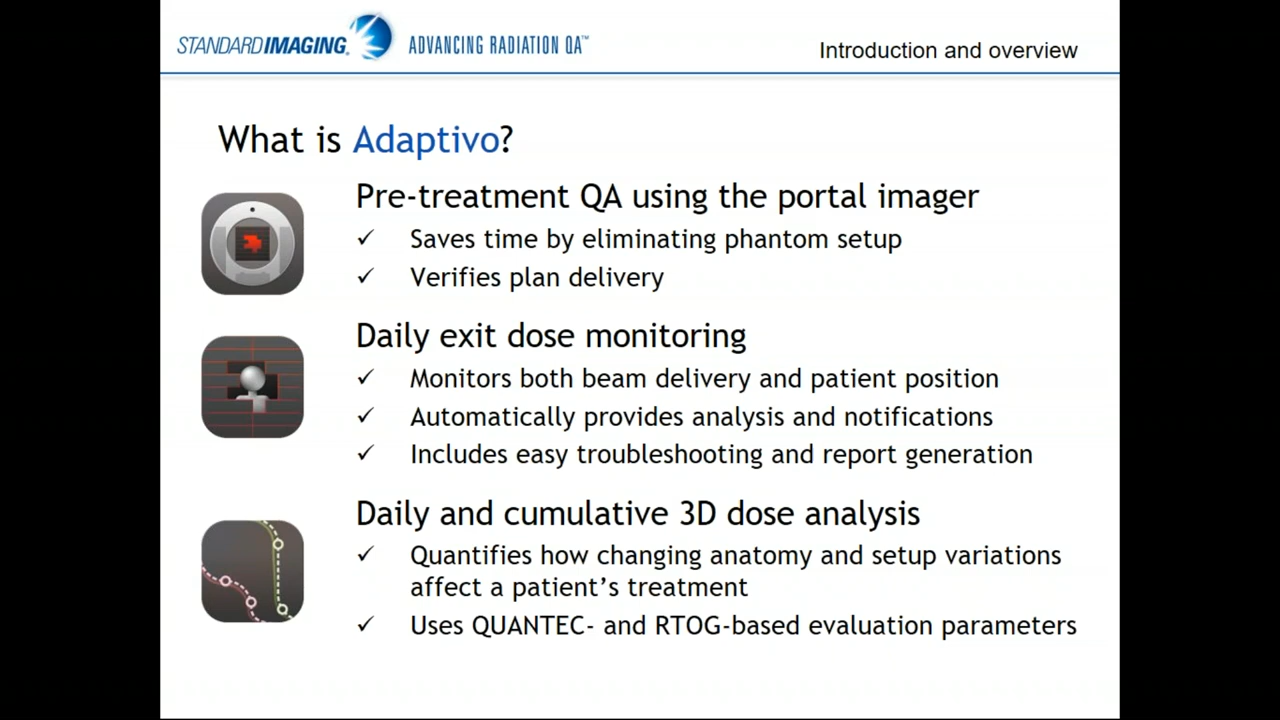 STANDARD IMAGING® ADVANCING RADIATION QA™
Introduction and overview
What is Adaptivo?
Pre-treatment QA using the portal imager
✓ Saves time by eliminating phantom setup
✓ Verifies plan delivery
Daily exit dose monitoring
✓ Monitors both beam delivery and patient position
✓ Automatically provides analysis and notifications
✓ Includes easy troubleshooting and report generation
Daily and cumulative 3D dose analysis
✓ Quantifies how changing anatomy and setup variations
affect a patient’s treatment
✓ Uses QUANTEC- and RTOG-based evaluation parameters